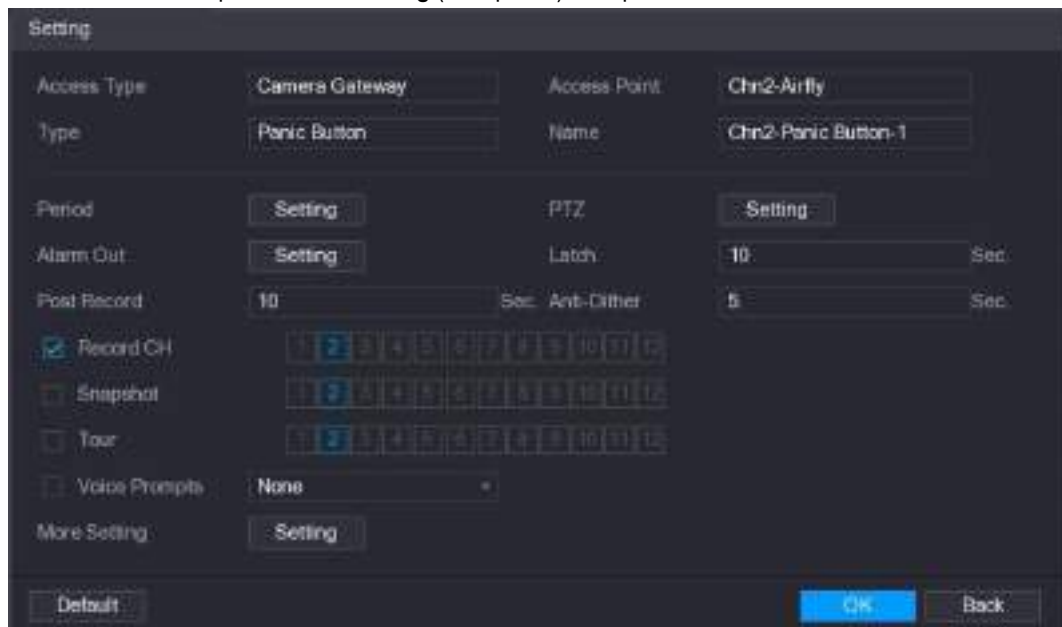 Setting
Access Type Camera Gateway Access Point Chn2-Airfly
Type Panic Button Name Chn2-Panic Button-1
Period Setting PTZ Setting
Alarm Out Setting Latch 10 Sec.
Post Record 10 Sec. Anti-Dither 5 Sec.
Record CH 1 2 3 4 5 6 7 8 9 10 11 12
Snapshot 1 2 3 4 5 6 7 8 9 10 11 12
Tour 1 2 3 4 5 6 7 8 9 10 11 12
Voice Prompts None
More Setting Setting
Default OK Back